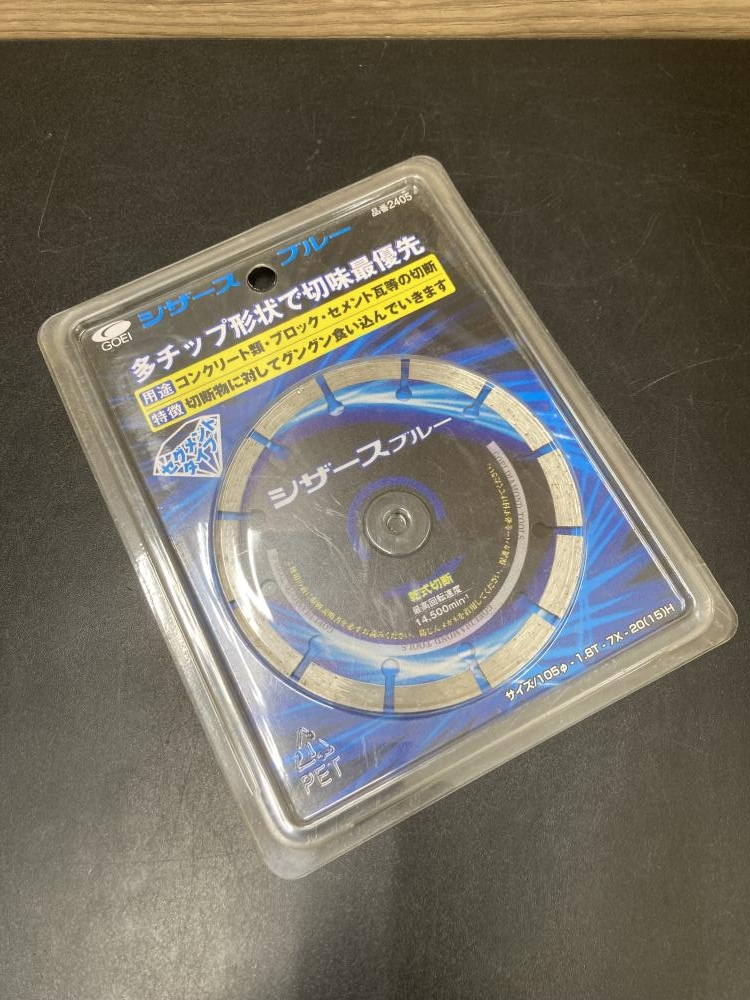 品番2405
GOEI
シザース ブルー
多チップ形状で切味最優先
用途 コンクリート類・ブロック・セメント瓦等の切断
特徴 切断物に対してグングン食い込んでいきます
セグメント
タイプ
シザースブルー
乾式切断
最高回転速度
14,500min⁻¹
サイズ/105φ-1.8T-7X-20(15)H
PET